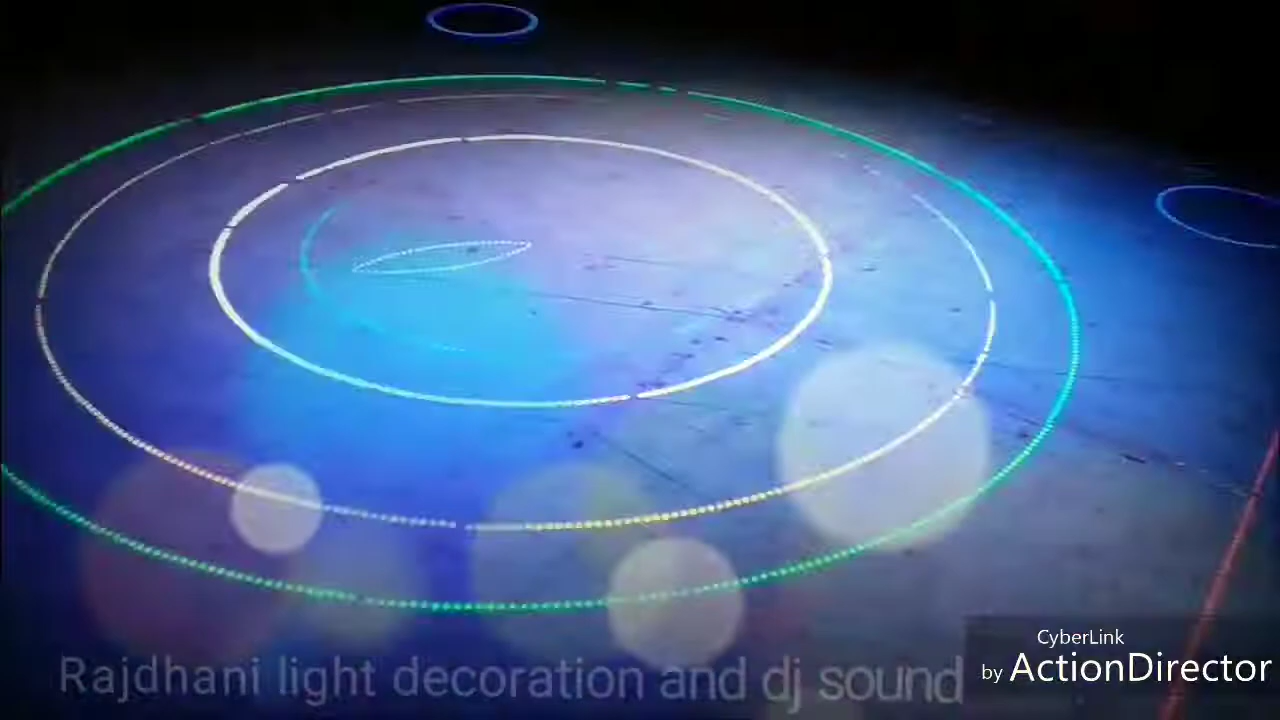 Rajdhani light decoration and dj sound
CyberLink
by ActionDirector